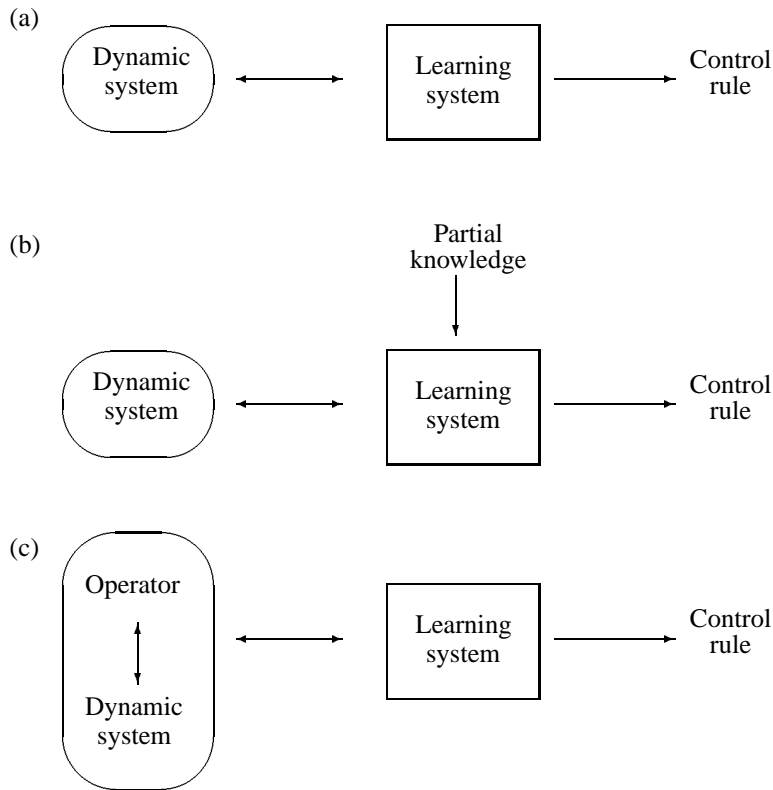 (a)
Dynamic
system
Learning
system
Control
rule
(b)
Partial
knowledge
Dynamic
system
Learning
system
Control
rule
(c)
Operator
Dynamic
system
Learning
system
Control
rule